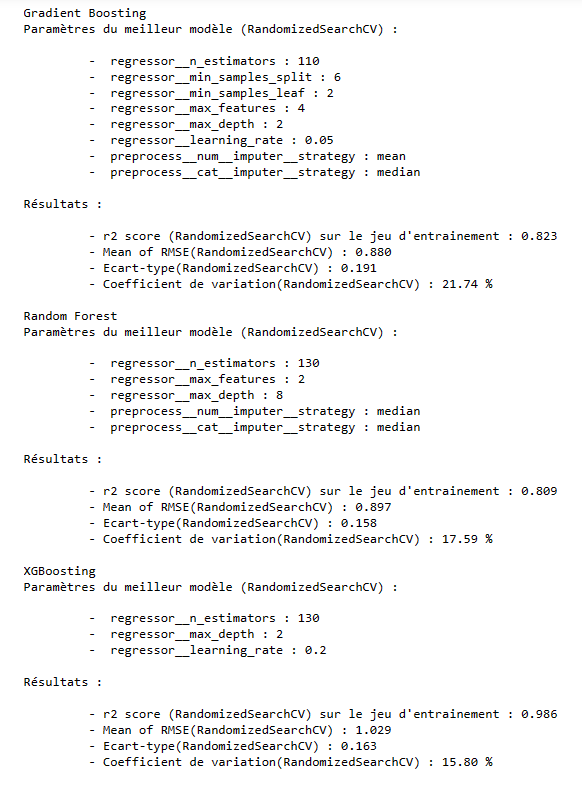 Gradient Boosting
Paramètres du meilleur modèle (RandomizedSearchCV) :
- regressor__n_estimators : 110
- regressor__min_samples_split : 6
- regressor__min_samples_leaf : 2
- regressor__max_features : 4
- regressor__max_depth : 2
- regressor__learning_rate : 0.05
- preprocess__num__imputer__strategy : mean
- preprocess__cat__imputer__strategy : median
Résultats :
- r2 score (RandomizedSearchCV) sur le jeu d'entrainement : 0.823
- Mean of RMSE(RandomizedSearchCV) : 0.880
- Ecart-type(RandomizedSearchCV) : 0.191
- Coefficient de variation(RandomizedSearchCV) : 21.74 %
Random Forest
Paramètres du meilleur modèle (RandomizedSearchCV) :
- regressor__n_estimators : 130
- regressor__max_features : 2
- regressor__max_depth : 8
- preprocess__num__imputer__strategy : median
- preprocess__cat__imputer__strategy : median
Résultats :
- r2 score (RandomizedSearchCV) sur le jeu d'entrainement : 0.809
- Mean of RMSE(RandomizedSearchCV) : 0.897
- Ecart-type(RandomizedSearchCV) : 0.158
- Coefficient de variation(RandomizedSearchCV) : 17.59 %
XGBoosting
Paramètres du meilleur modèle (RandomizedSearchCV) :
- regressor__n_estimators : 130
- regressor__max_depth : 2
- regressor__learning_rate : 0.2
Résultats :
- r2 score (RandomizedSearchCV) sur le jeu d'entrainement : 0.986
- Mean of RMSE(RandomizedSearchCV) : 1.029
- Ecart-type(RandomizedSearchCV) : 0.163
- Coefficient de variation(RandomizedSearchCV) : 15.80 %